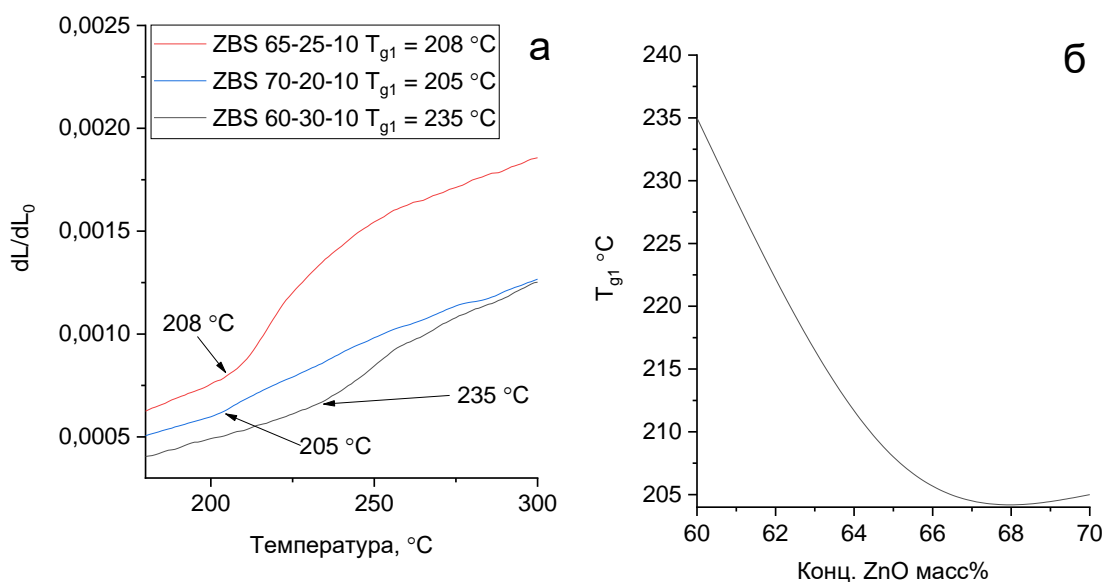 а
ZBS 65-25-10 Tg1 = 208 °C
ZBS 70-20-10 Tg1 = 205 °C
ZBS 60-30-10 Tg1 = 235 °C
0,0025
0,0020
0,0015
0,0010
0,0005
dL/dL0
208 °C
235 °C
205 °C
200
250
300
Температура, °C
б
240
235
230
225
220
215
210
205
Tg1 °C
60
62
64
66
68
70
Конц. ZnO масс%